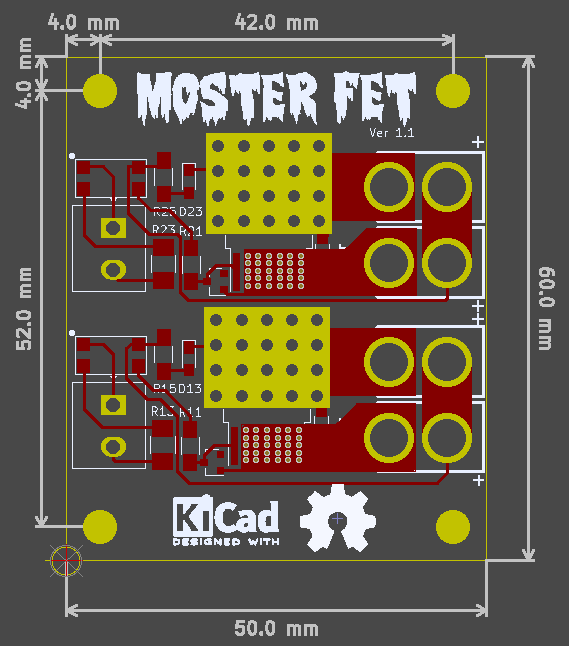 4.0 mm
42.0 mm
4.0 mm
MOSTER FET
Ver 1.1
+
R25 D23
R23 R21
52.0 mm
60.0 mm
+
+
R15 D13
R13 R11
+
KiCad
DESIGNED WITH
50.0 mm